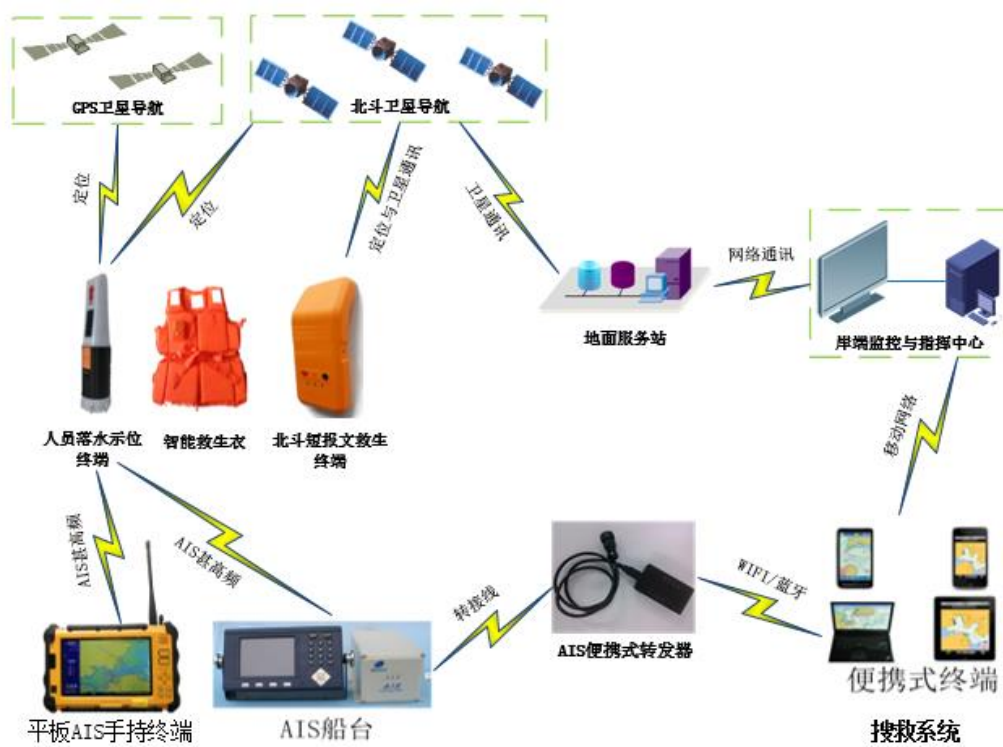 GPS卫星导航
北斗卫星导航
定位
定位
定位与卫星通讯
卫星通讯
网络通讯
地面服务站
岸端监控与指挥中心
人员落水示位
终端
智能救生衣
北斗短报文救生
终端
移动网络
AIS甚高频
AIS甚高频
转接线
WIFI/蓝牙
AIS便携式转发器
平板AIS手持终端
AIS船台
便携式终端
搜救系统